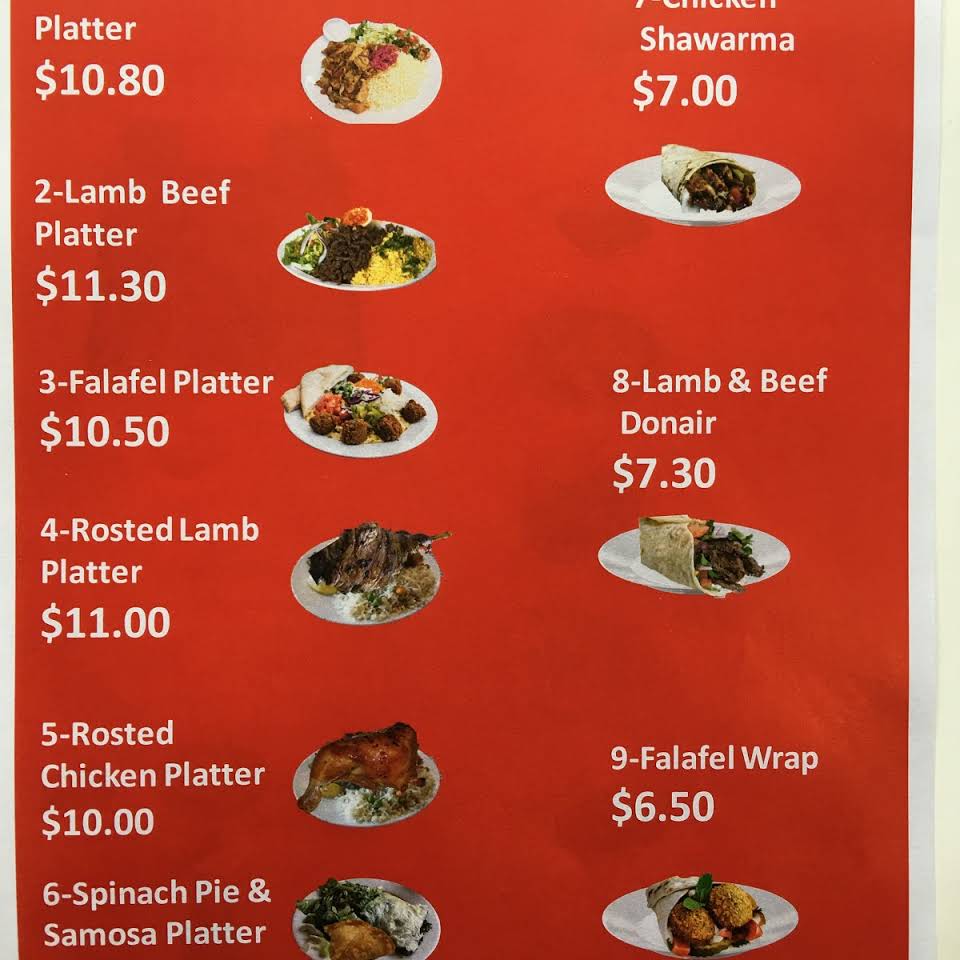 Platter
$10.80
2-Lamb Beef
Platter
$11.30
3-Falafel Platter
$10.50
4-Rosted Lamb
Platter
$11.00
5-Rosted
Chicken Platter
$10.00
6-Spinach Pie &
Samosa Platter
7-Chicken
Shawarma
$7.00
8-Lamb & Beef
Donair
$7.30
9-Falafel Wrap
$6.50